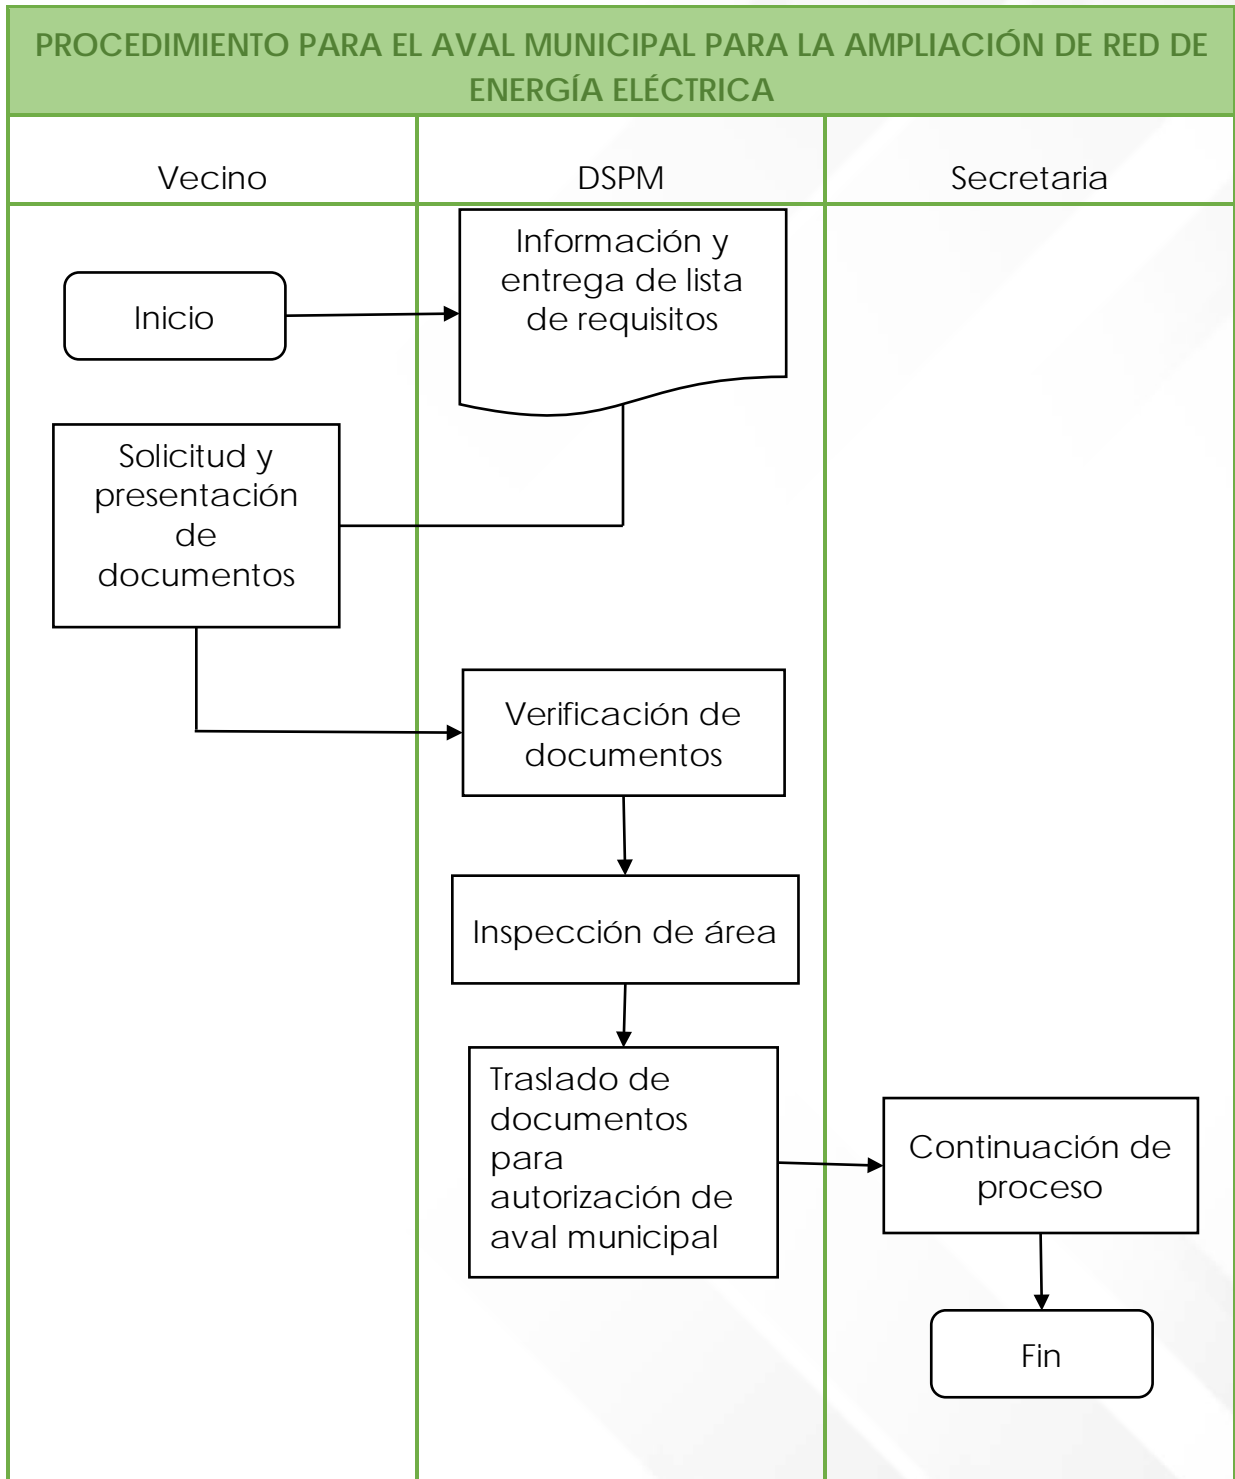 PROCEDIMIENTO PARA EL AVAL MUNICIPAL PARA LA AMPLIACIÓN DE RED DE
ENERGÍA ELÉCTRICA
Vecino
DSPM
Secretaria
Inicio
Información y
entrega de lista
de requisitos
Solicitud y
presentación
de
documentos
Verificación de
documentos
Inspección de área
Traslado de
documentos
para
autorización de
aval municipal
Continuación de
proceso
Fin